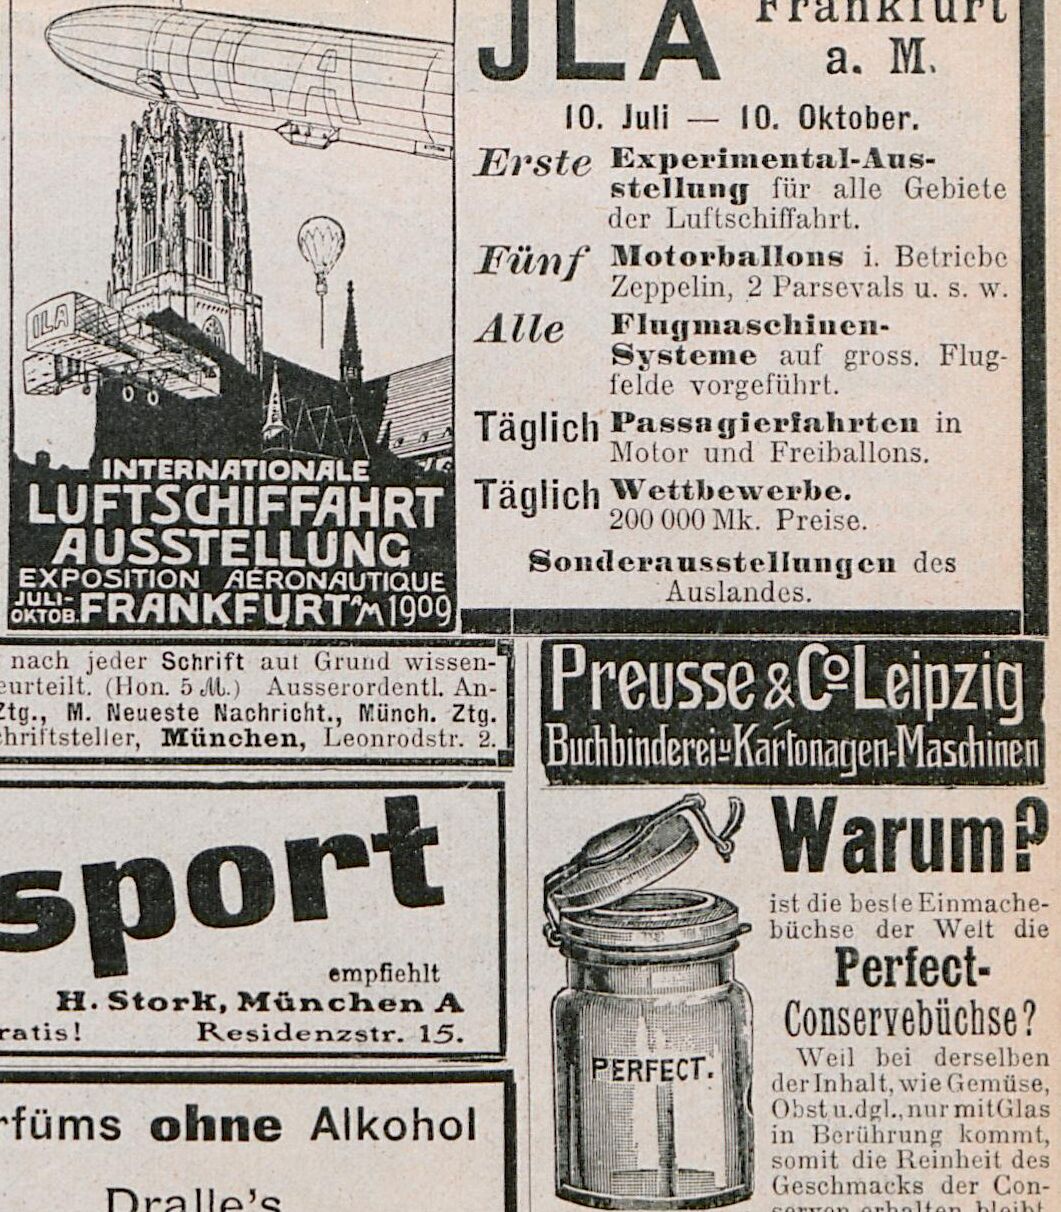 ILA
INTERNATIONALE
LUFTSCHIFFAHRT
AUSSTELLUNG
EXPOSITION AÉRONAUTIQUE
JULI-
OKTOB. FRANKFURT A/M 1909
JLA Frankfurt
a. M.
10. Juli — 10. Oktober.
Erste Experimental-Aus-
stellung für alle Gebiete
der Luftschiffahrt.
Fünf Motorballons i. Betriebe
Zeppelin, 2 Parsevals u. s. w.
Alle Flugmaschinen-
Systeme auf gross. Flug-
felde vorgeführt.
Täglich Passagierfahrten in
Motor und Freiballons.
Täglich Wettbewerbe.
200 000 Mk. Preise.
Sonderausstellungen des
Auslandes.
nach jeder Schrift auf Grund wissen-
eurteilt. (Hon. 5 M.) Ausserordentl. An-
Ztg., M. Neueste Nachricht., Münch. Ztg.
chriftsteller, München, Leonrodstr. 2.
Preusse & Co Leipzig
Buchbinderei-u-Kartonagen-Maschinen
sport
empfiehlt
H. Stork, München A
ratis! Residenzstr. 15.
rfüms ohne Alkohol
Dralle's
PERFECT.
Warum?
ist die beste Einmache-
büchse der Welt die
Perfect-
Conservebüchse?
Weil bei derselben
der Inhalt, wie Gemüse,
Obst u.dgl., nur mit Glas
in Berührung kommt,
somit die Reinheit des
Geschmacks der Con-
serven erhalten bleibt